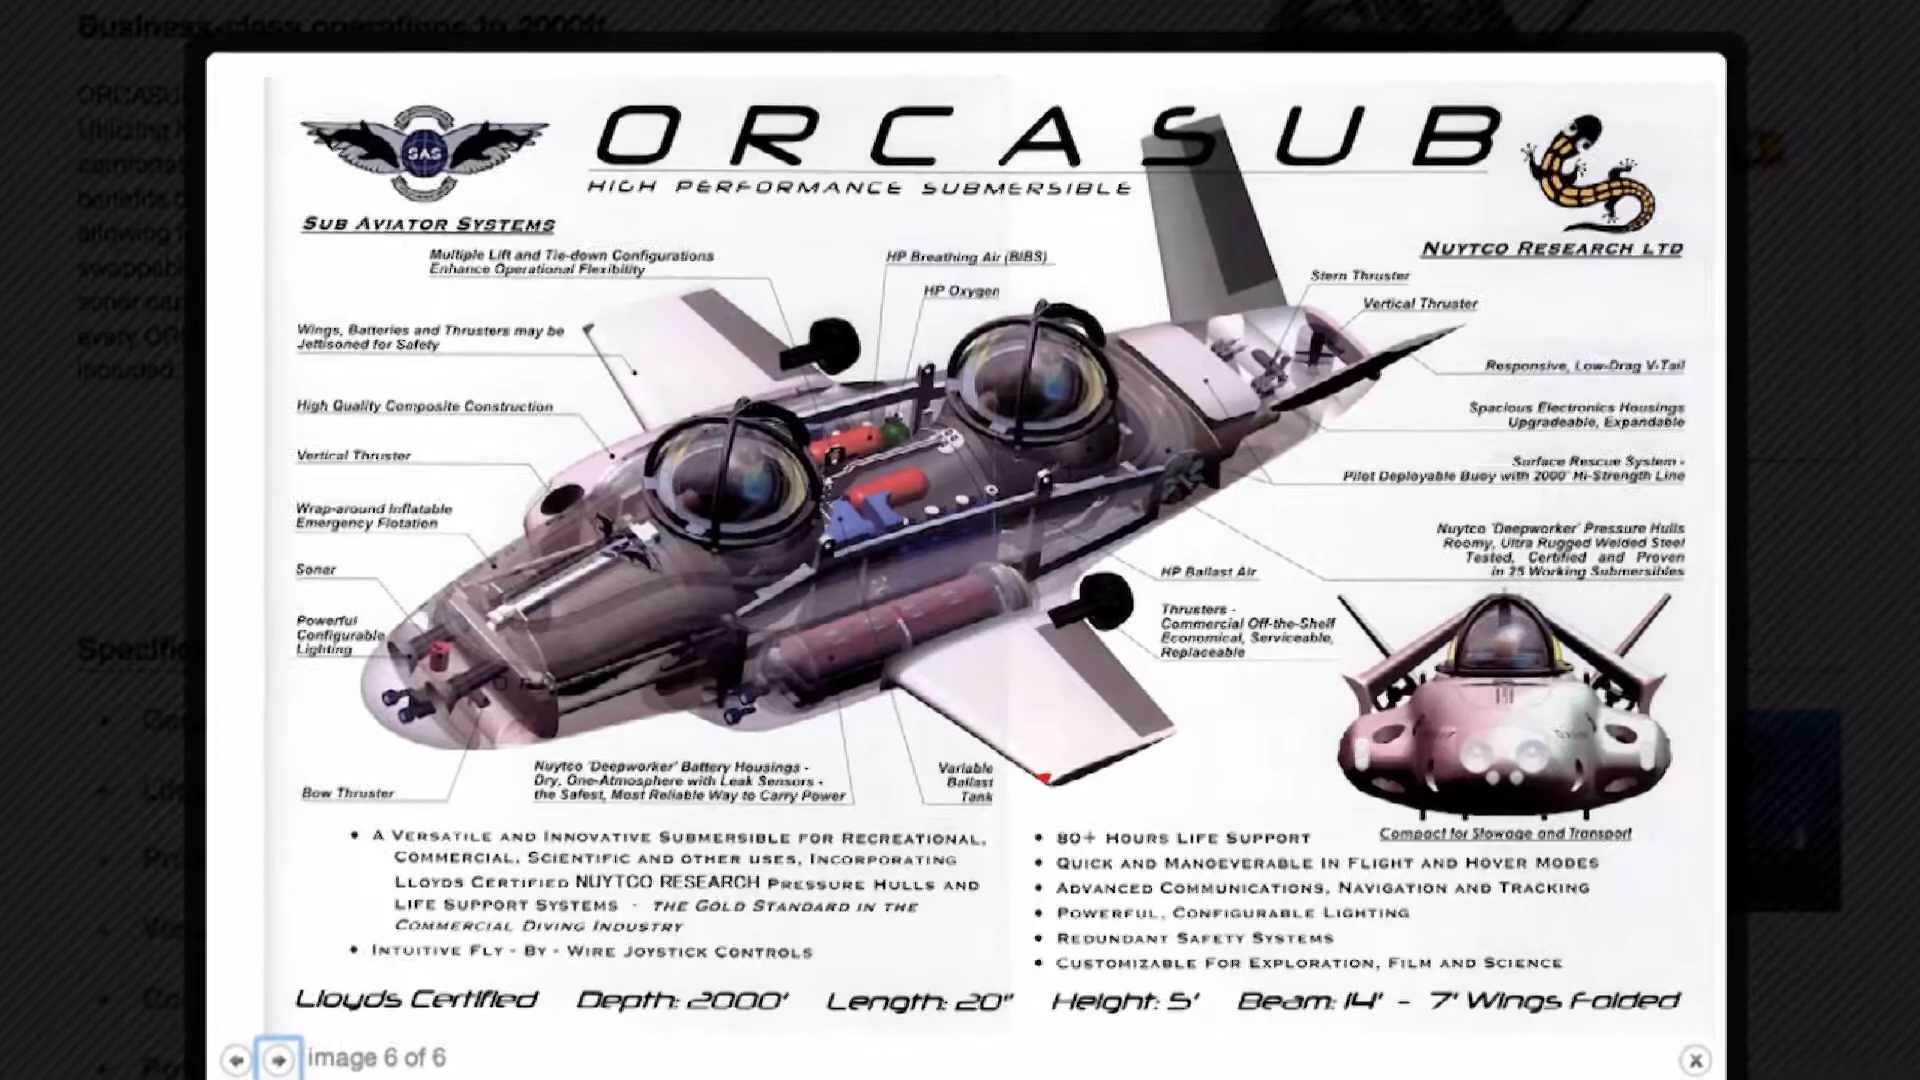 Business-class operations to 2000ft
ORCASUB
HIGH PERFORMANCE SUBMERSIBLE
SAS
SUB AVIATOR SYSTEMS
NUYTCO RESEARCH LTD
Multiple Lift and Tie-down Configurations
Enhance Operational Flexibility
HP Breathing Air (BIBS)
HP Oxygen
Stern Thruster
Vertical Thruster
Wings, Batteries and Thrusters may be
Jettisoned for Safety
Responsive, Low-Drag V-Tail
High Quality Composite Construction
Spacious Electronics Housings
Upgradeable, Expandable
Vertical Thruster
Surface Rescue System -
Pilot Deployable Buoy with 2000' Hi-Strength Line
Wrap-around Inflatable
Emergency Flotation
Nuytco 'Deepworker' Pressure Hulls
Roomy, Ultra Rugged Welded Steel
Tested, Certified and Proven
in 25 Working Submersibles
Sonar
HP Ballast Air
Powerful
Configurable
Lighting
Thrusters -
Commercial Off-the-Shelf
Economical, Serviceable,
Replaceable
Bow Thruster
Nuytco 'Deepworker' Battery Housings -
Dry, One-Atmosphere with Leak Sensors -
the Safest, Most Reliable Way to Carry Power
Variable
Ballast
Tank
Compact for Stowage and Transport
• A VERSATILE AND INNOVATIVE SUBMERSIBLE FOR RECREATIONAL,
COMMERCIAL, SCIENTIFIC AND OTHER USES, INCORPORATING
LLOYDS CERTIFIED NUYTCO RESEARCH PRESSURE HULLS AND
LIFE SUPPORT SYSTEMS - THE GOLD STANDARD IN THE
COMMERCIAL DIVING INDUSTRY
• INTUITIVE FLY - BY - WIRE JOYSTICK CONTROLS
• 80+ HOURS LIFE SUPPORT
• QUICK AND MANOEVERABLE IN FLIGHT AND HOVER MODES
• ADVANCED COMMUNICATIONS, NAVIGATION AND TRACKING
• POWERFUL, CONFIGURABLE LIGHTING
• REDUNDANT SAFETY SYSTEMS
• CUSTOMIZABLE FOR EXPLORATION, FILM AND SCIENCE
Lloyds Certified Depth: 2000' Length: 20" Height: 5' Beam: 14' - 7' Wings Folded
image 6 of 6